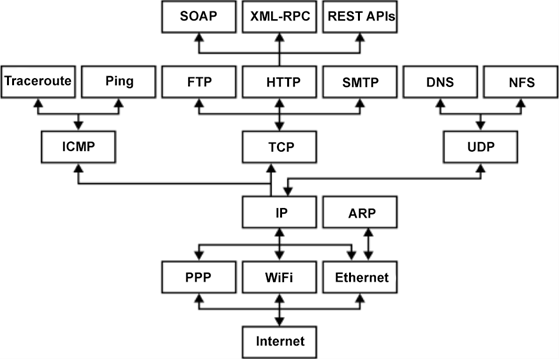 SOAP
XML-RPC
REST APIs
Traceroute
Ping
FTP
HTTP
SMTP
DNS
NFS
ICMP
TCP
UDP
IP
ARP
PPP
WiFi
Ethernet
Internet